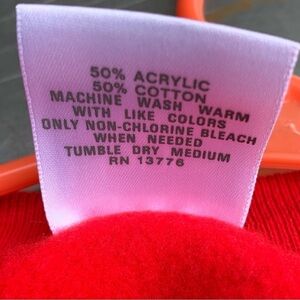 50% ACRYLIC
50% COTTON
MACHINE WASH WARM
WITH LIKE COLORS
ONLY NON-CHLORINE BLEACH
WHEN NEEDED
TUMBLE DRY MEDIUM
RN 13776